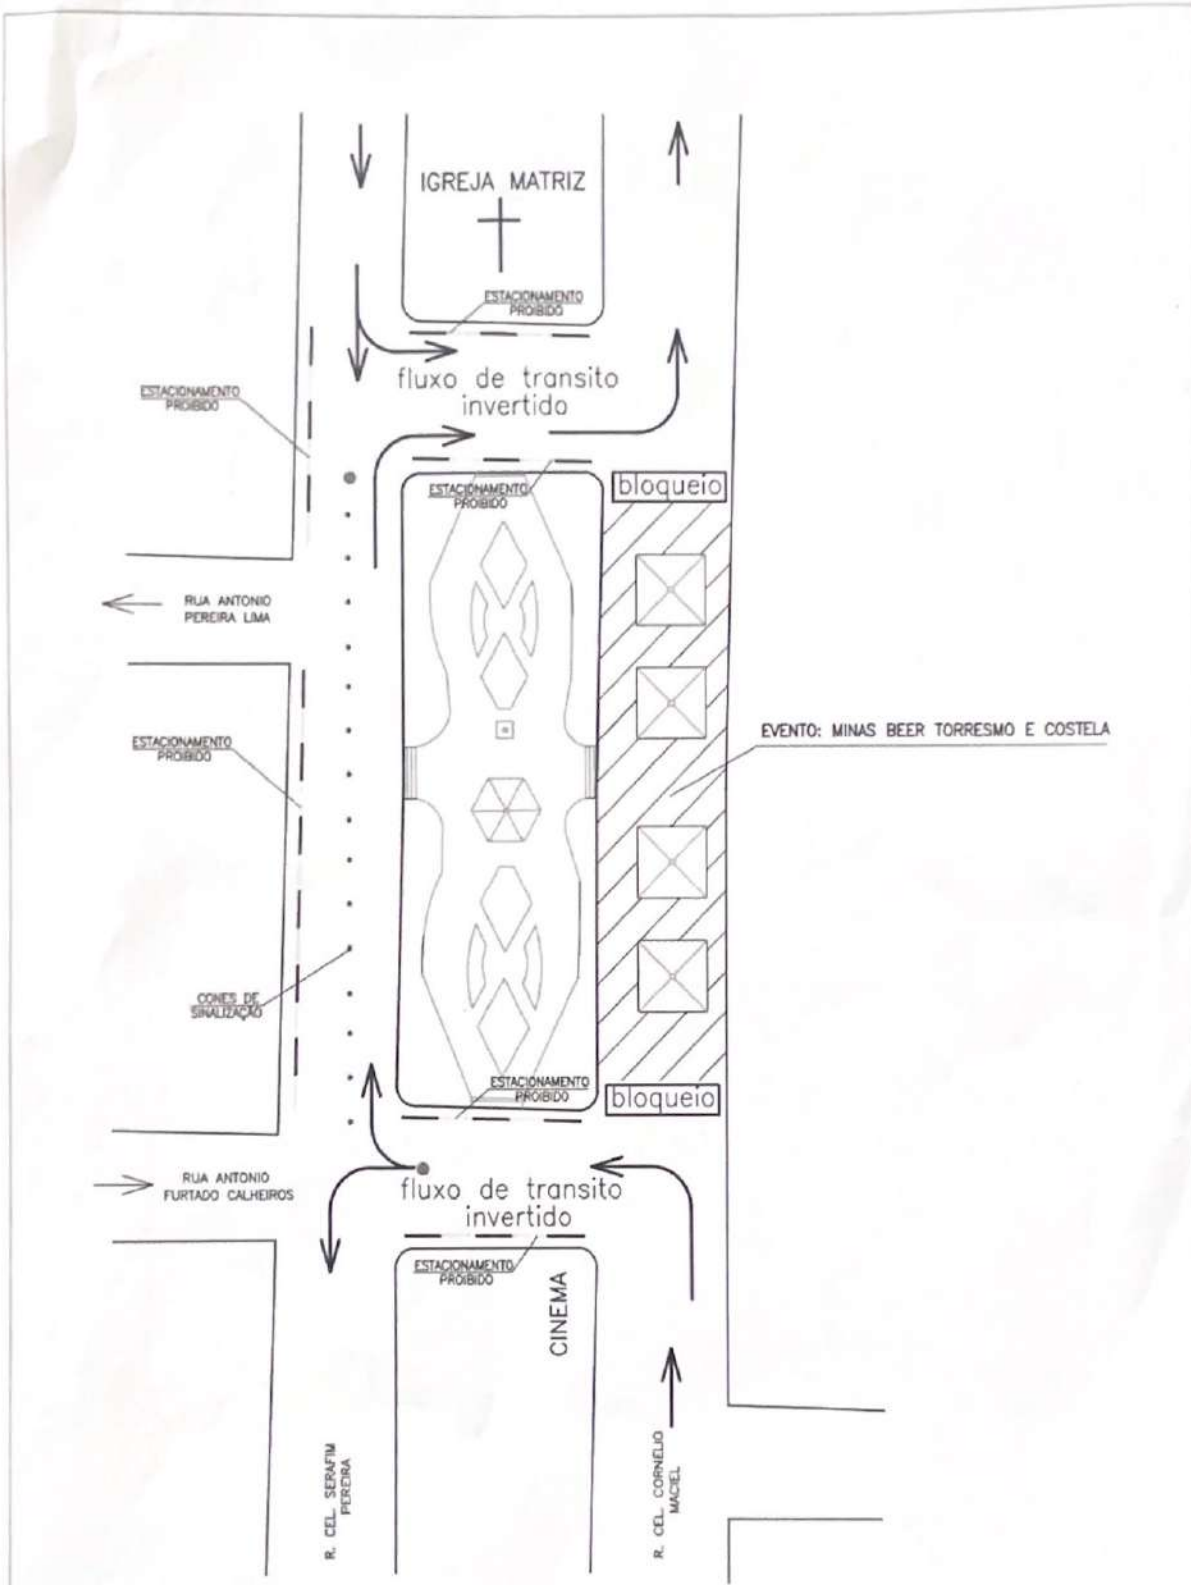 IGREJA MATRIZ
ESTACIONAMENTO
PROIBIDO
fluxo de transito
invertido
ESTACIONAMENTO
PROIBIDO
ESTACIONAMENTO
PROIBIDO
bloqueio
RUA ANTONIO
PEREIRA LIMA
ESTACIONAMENTO
PROIBIDO
EVENTO: MINAS BEER TORRESMO E COSTELA
CONES DE
SINALIZAÇÃO
ESTACIONAMENTO
PROIBIDO
bloqueio
RUA ANTONIO
FURTADO CALHEIROS
fluxo de transito
invertido
ESTACIONAMENTO
PROIBIDO
CINEMA
R. CEL. SERAFIM
PEREIRA
R. CEL. CORNÉLIO
MACIEL